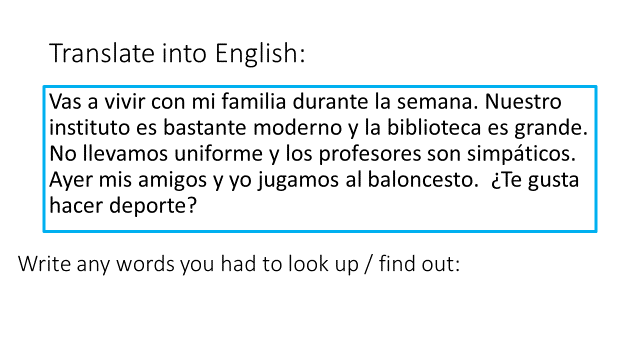 Translate into English:
Vas a vivir con mi familia durante la semana. Nuestro
instituto es bastante moderno y la biblioteca es grande.
No llevamos uniforme y los profesores son simpáticos.
Ayer mis amigos y yo jugamos al baloncesto.  ¿Te gusta
hacer deporte?
Write any words you had to look up / find out: